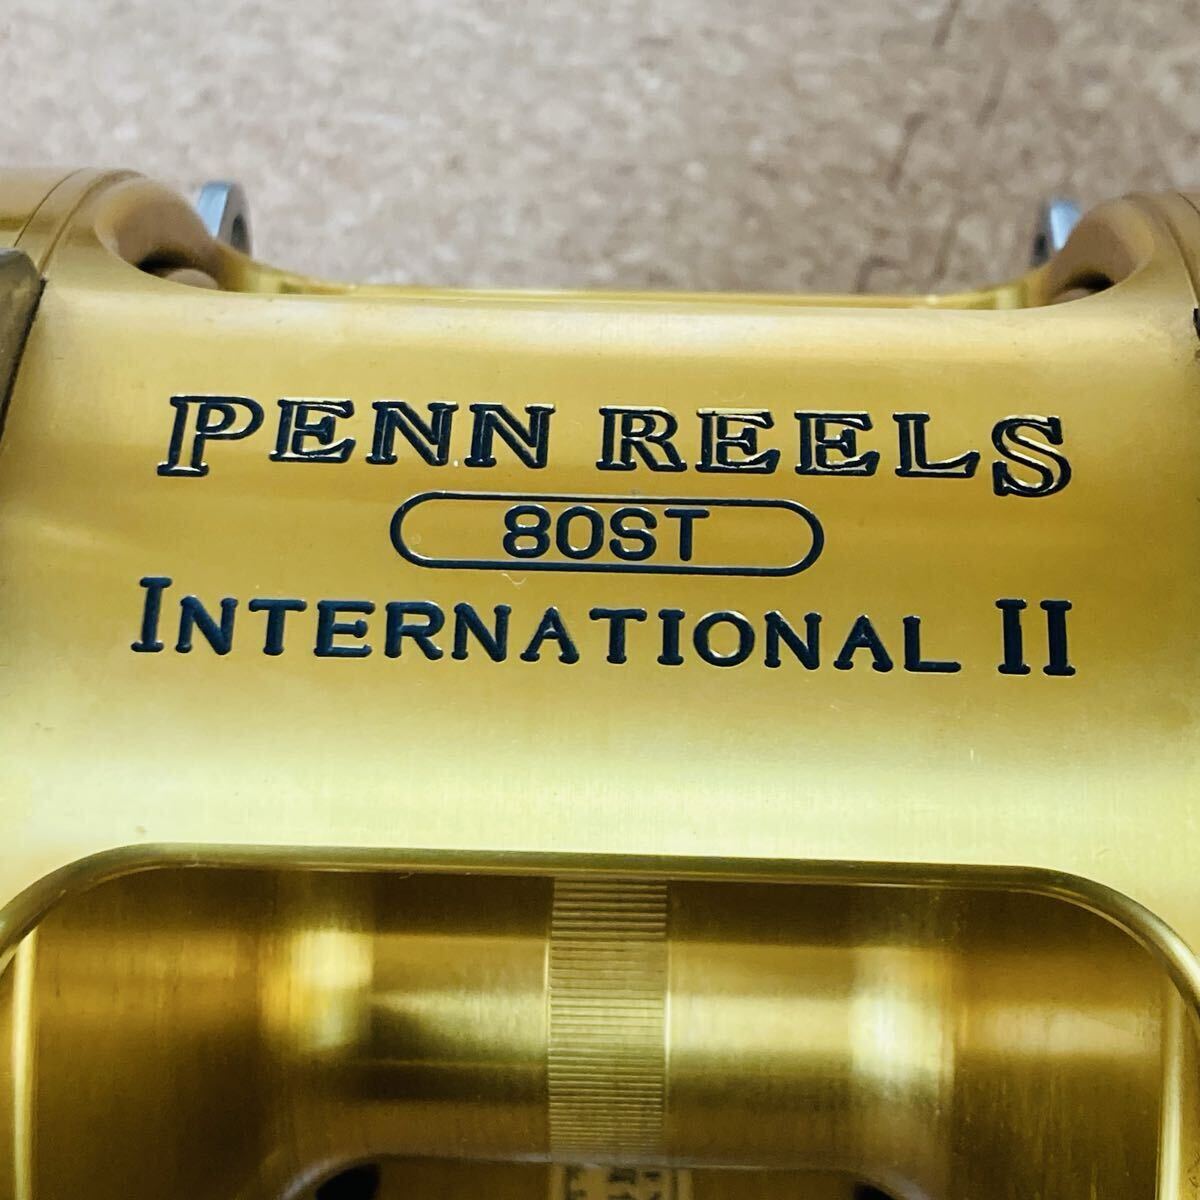 PENN REELS
80ST
INTERNATIONAL II